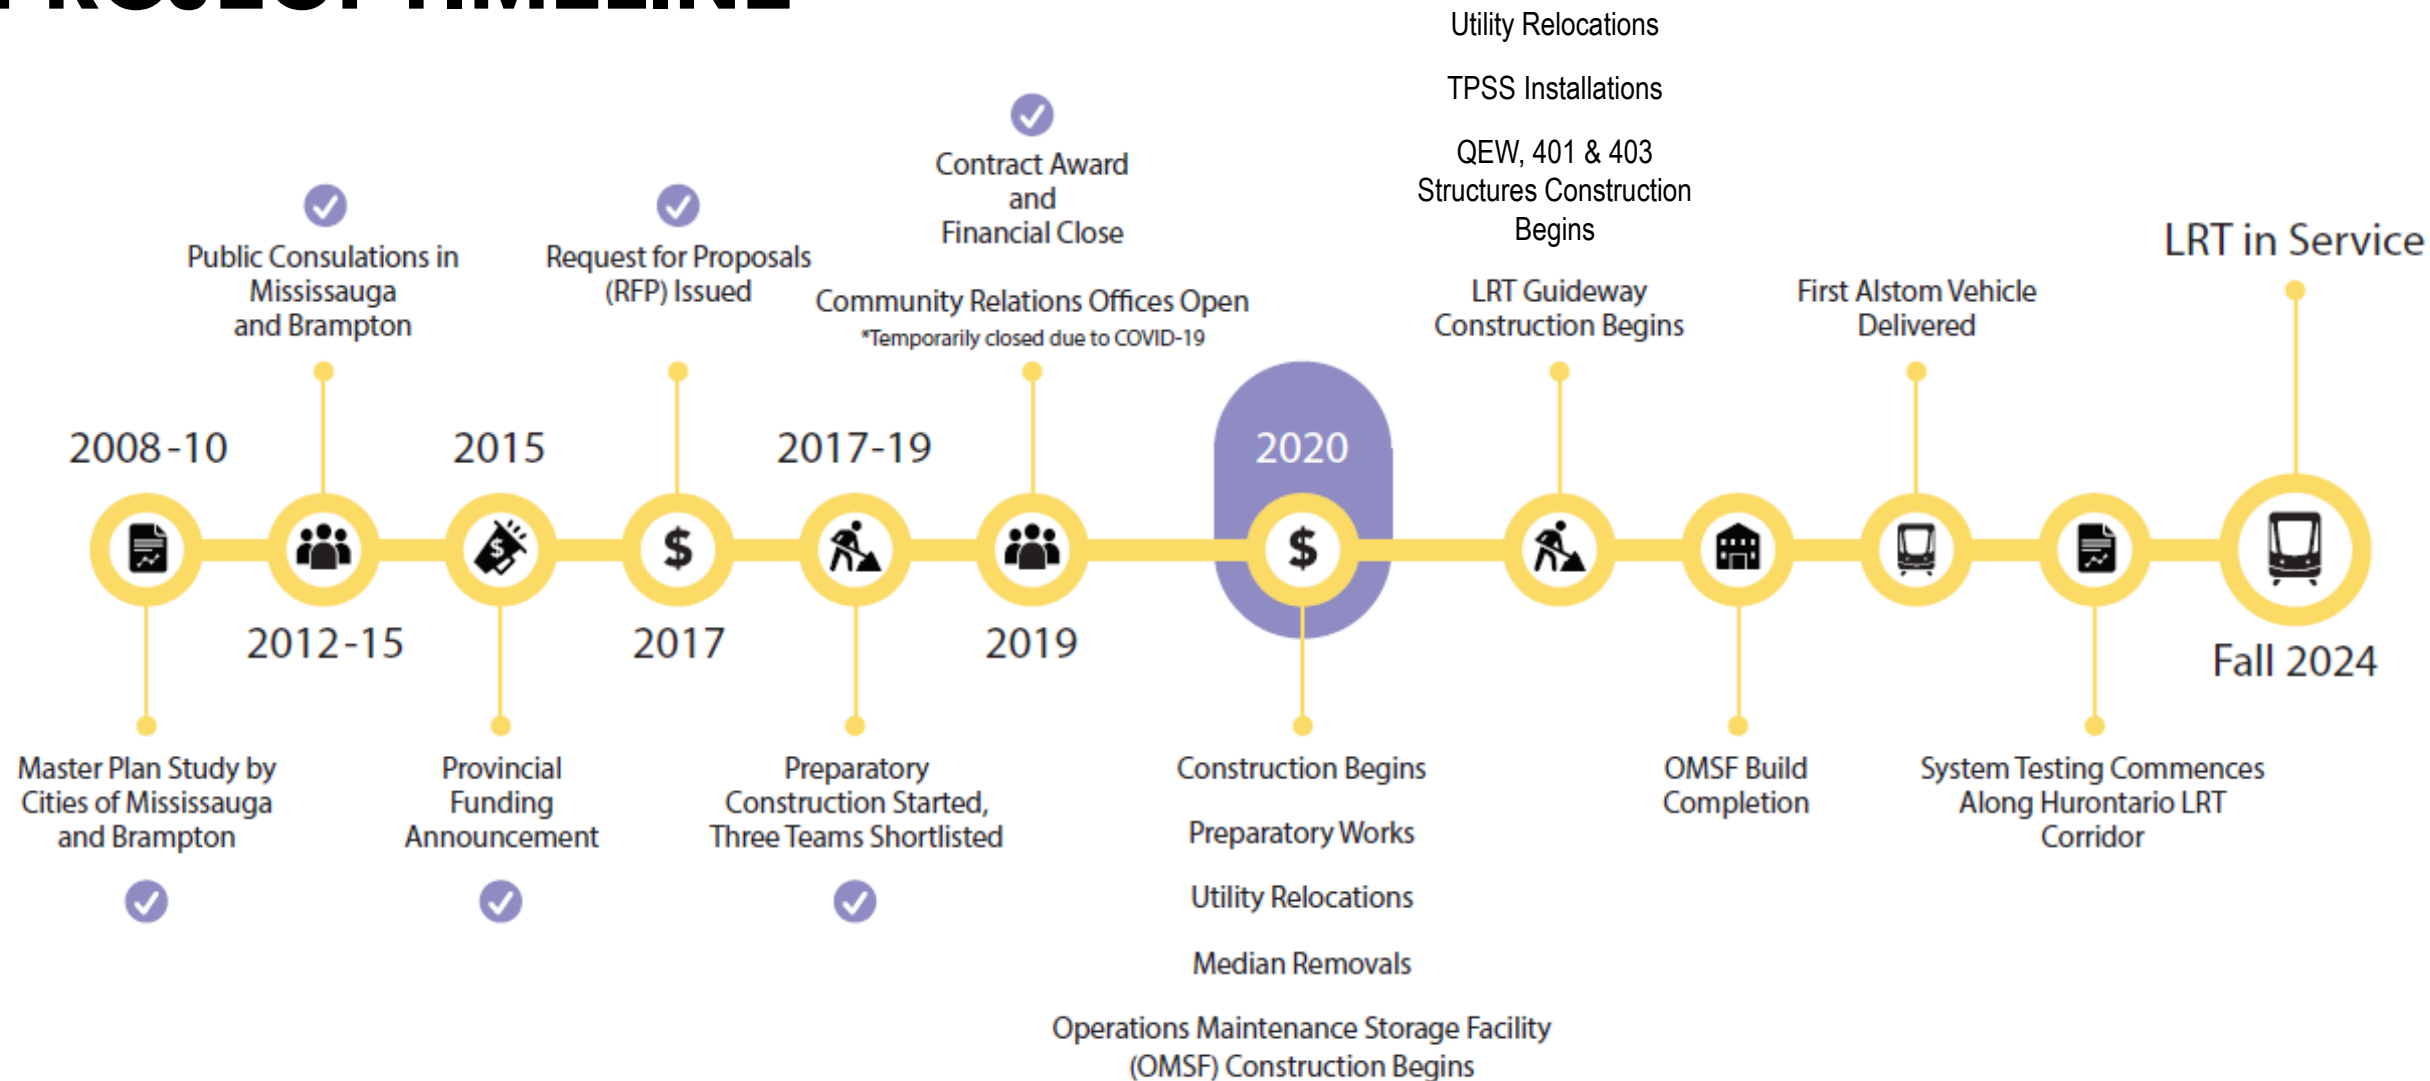 PROJECT TIMELINE
Utility Relocations
TPSS Installations
QEW, 401 & 403
Structures Construction
Begins
LRT Guideway
Construction Begins
Contract Award
and
Financial Close
Community Relations Offices Open
*Temporarily closed due to COVID-19
Public Consulations in
Mississauga
and Brampton
Request for Proposals
(RFP) Issued
First Alstom Vehicle
Delivered
LRT in Service
2008-10
2015
2017-19
2020
$
$
$
2012-15
2017
2019
Fall 2024
Master Plan Study by
Cities of Mississauga
and Brampton
Provincial
Funding
Announcement
Preparatory
Construction Started,
Three Teams Shortlisted
Construction Begins
Preparatory Works
Utility Relocations
Median Removals
Operations Maintenance Storage Facility
(OMSF) Construction Begins
OMSF Build
Completion
System Testing Commences
Along Hurontario LRT
Corridor